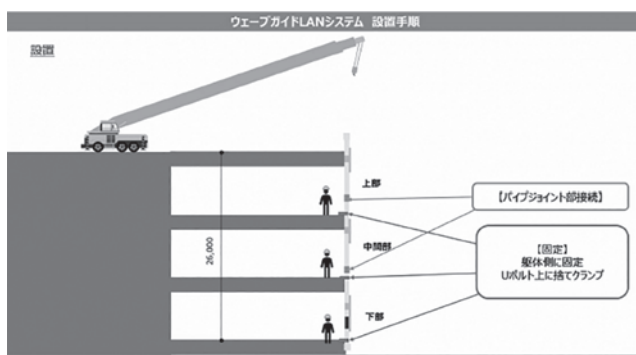 ウェーブガイドLANシステム 設置手順
設置
上部
【パイプジョイント部接続】
中間部
26,000
【固定】
躯体側に固定
Uボルト上に捨てクランプ
下部